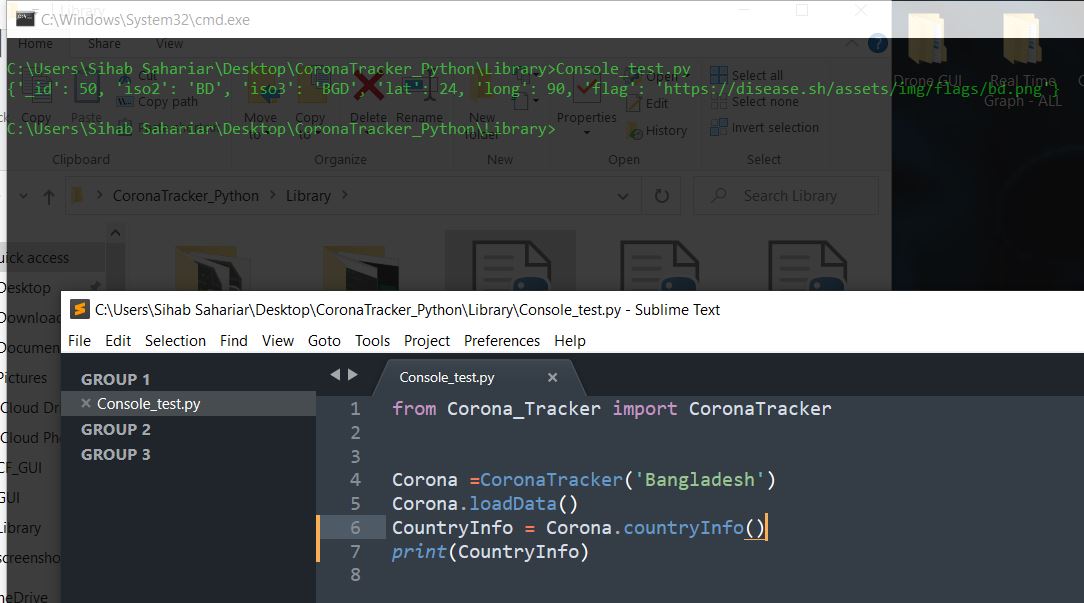 Library
C:\Windows\System32\cmd.exe
Home Share View
C:\Users\Sihab Sahariar\Desktop\CoronaTracker_Python\Library>Console_test.py
{'_id': 50, 'iso2': 'BD', 'iso3': 'BGD', 'lat': 24, 'long': 90, 'flag': 'https://disease.sh/assets/img/flags/bd.png'}
C:\Users\Sihab Sahariar\Desktop\CoronaTracker_Python\Library>
Cut
Copy path
Copy Paste
Move
to
Copy
to
Delete Rename
New
folder
Properties
Open
Edit
History
Select all
Select none
Invert selection
Clipboard Organize New Open Select
Drone GUI
Real Time
Graph - ALL
CoronaTracker_Python Library
Search Library
uick access
Desktop
Downloa
Documen
Pictures
Cloud Dri
Cloud Ph
CF_GUI
GUI
Library
screensho
neDrive
C:\Users\Sihab Sahariar\Desktop\CoronaTracker_Python\Library\Console_test.py - Sublime Text
File Edit Selection Find View Goto Tools Project Preferences Help
GROUP 1
Console_test.py
GROUP 2
GROUP 3
Console_test.py
1 from Corona_Tracker import CoronaTracker
2
3
4 Corona =CoronaTracker('Bangladesh')
5 Corona.loadData()
6 CountryInfo = Corona.countryInfo()
7 print(CountryInfo)
8